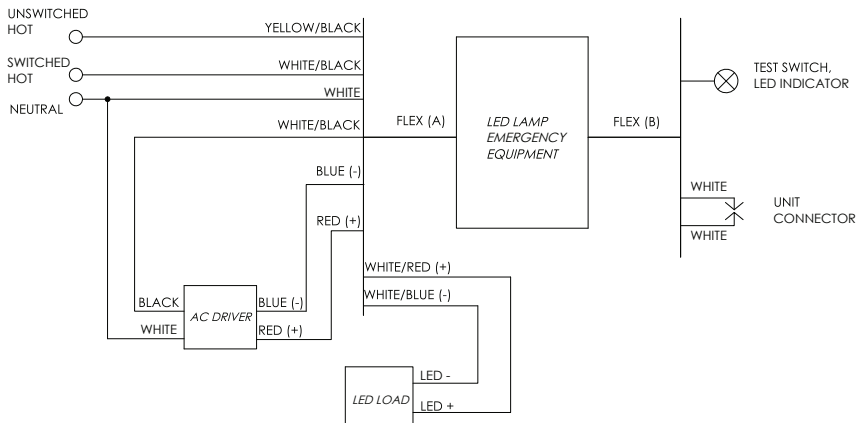 UNSWITCHED
HOT
YELLOW/BLACK
SWITCHED
HOT
WHITE/BLACK
NEUTRAL
WHITE
WHITE/BLACK
FLEX (A)
LED LAMP
EMERGENCY
EQUIPMENT
FLEX (B)
TEST SWITCH,
LED INDICATOR
BLUE (-)
RED (+)
WHITE
WHITE
UNIT
CONNECTOR
WHITE/RED (+)
WHITE/BLUE (-)
BLACK
WHITE
AC DRIVER
BLUE (-)
RED (+)
LED -
LED +
LED LOAD